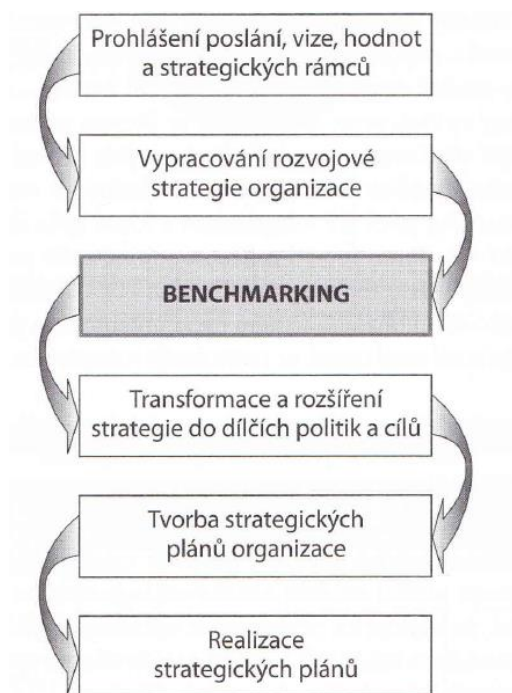 Prohlášení poslání, vize, hodnot
a strategických rámců
Vypracování rozvojové
strategie organizace
BENCHMARKING
Transformace a rozšíření
strategie do dílčích politik a cílů
Tvorba strategických
plánů organizace
Realizace
strategických plánů